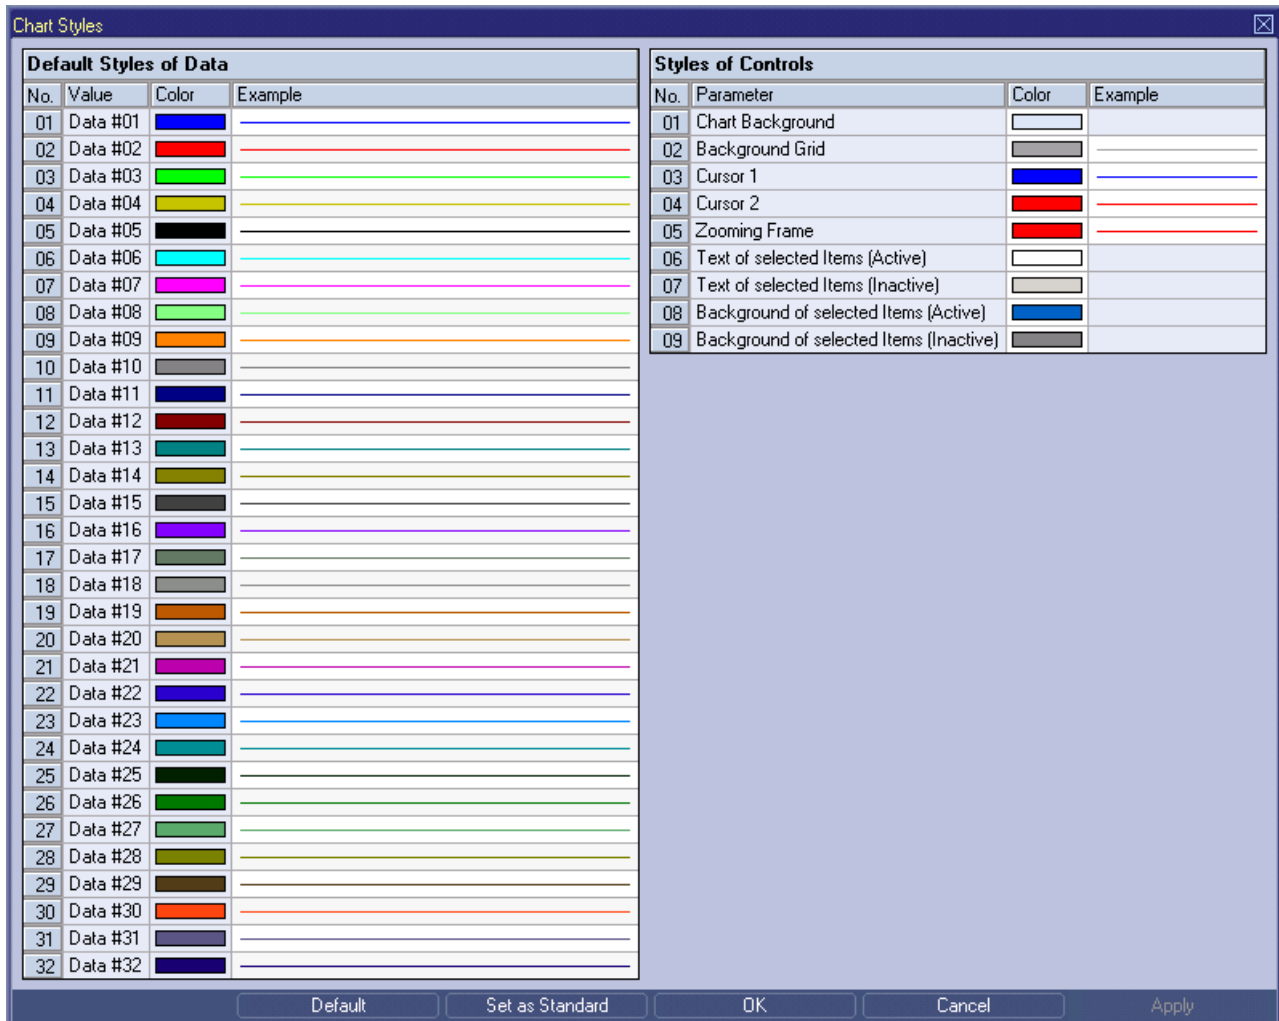 Chart Styles
Default Styles of Data
No. Value Color Example
01 Data #01
02 Data #02
03 Data #03
04 Data #04
05 Data #05
06 Data #06
07 Data #07
08 Data #08
09 Data #09
10 Data #10
11 Data #11
12 Data #12
13 Data #13
14 Data #14
15 Data #15
16 Data #16
17 Data #17
18 Data #18
19 Data #19
20 Data #20
21 Data #21
22 Data #22
23 Data #23
24 Data #24
25 Data #25
26 Data #26
27 Data #27
28 Data #28
29 Data #29
30 Data #30
31 Data #31
32 Data #32
Styles of Controls
No. Parameter Color Example
01 Chart Background
02 Background Grid
03 Cursor 1
04 Cursor 2
05 Zooming Frame
06 Text of selected Items (Active)
07 Text of selected Items (Inactive)
08 Background of selected Items (Active)
09 Background of selected Items (Inactive)
Default Set as Standard OK Cancel Apply